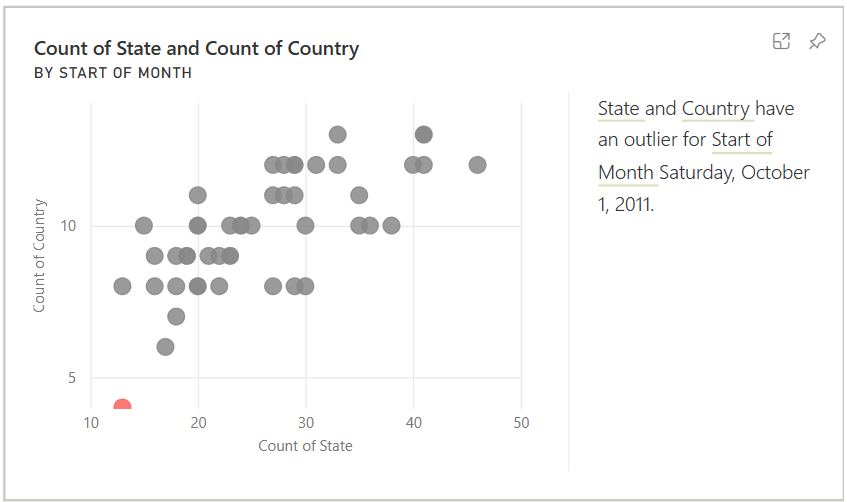 Count of State and Count of Country
BY START OF MONTH
State and Country have
an outlier for Start of
Month Saturday, October
1, 2011.
Count of Country
10
5
10 20 30 40 50
Count of State